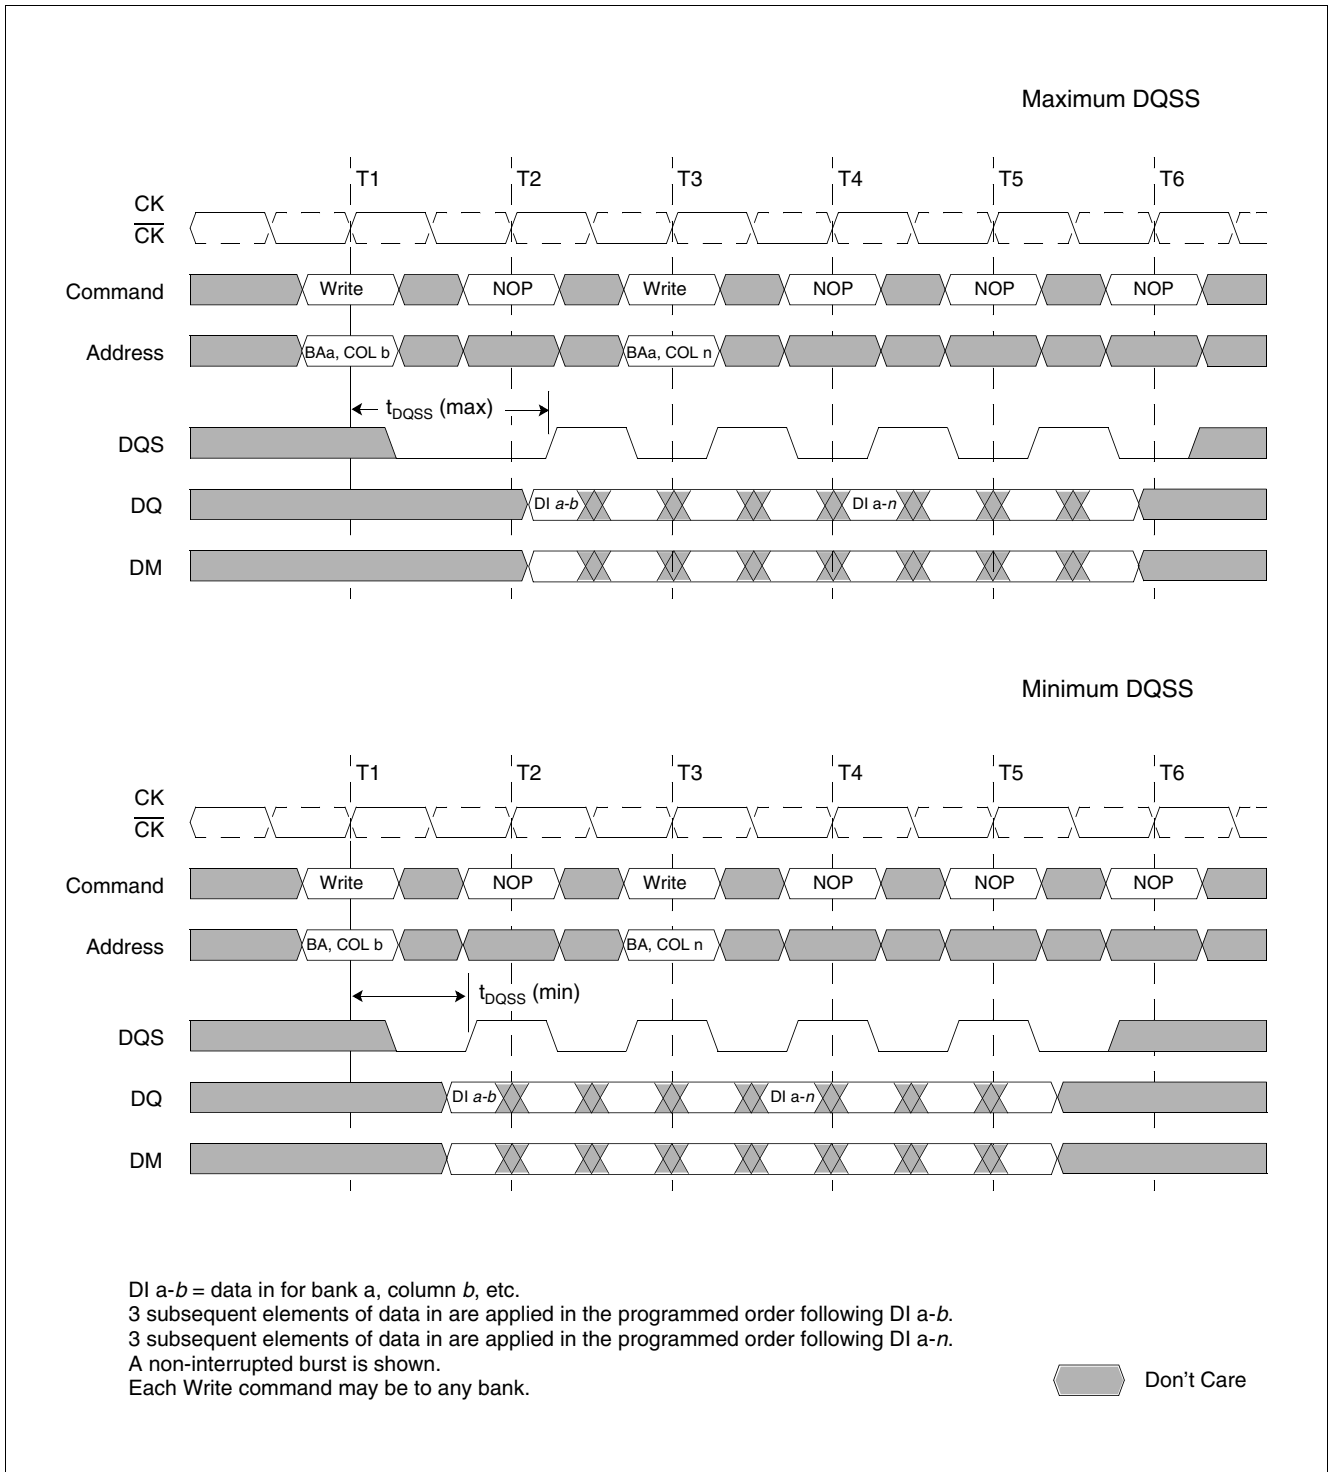 Maximum DQSS
T1 T2 T3 T4 T5 T6
CK
CK
Command Write NOP Write NOP NOP NOP
Address BAa, COL b BAa, COL n
tDQSS (max)
DQS
DQ DI a-b DI a-n
DM
Minimum DQSS
T1 T2 T3 T4 T5 T6
CK
CK
Command Write NOP Write NOP NOP NOP
Address BA, COL b BA, COL n
tDQSS (min)
DQS
DQ DI a-b DI a-n
DM
DI a-b = data in for bank a, column b, etc.
3 subsequent elements of data in are applied in the programmed order following DI a-b.
3 subsequent elements of data in are applied in the programmed order following DI a-n.
A non-interrupted burst is shown.
Each Write command may be to any bank.
Don't Care